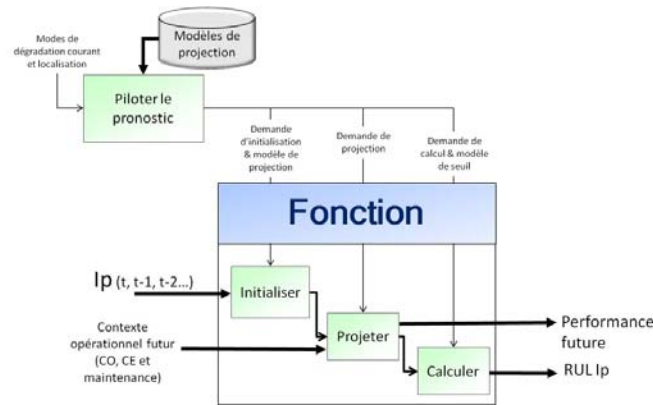 Modes de
dégradation courant
et localisation
Modèles de
projection
Piloter le
pronostic
Demande
d'initialisation
& modèle de
projection
Demande de
projection
Demande de
calcul & modèle
de seuil
Fonction
Ip (t, t-1, t-2...)
Initialiser
Contexte
opérationnel futur
(CO, CE et
maintenance)
Projeter
Performance
future
Calculer
RUL Ip